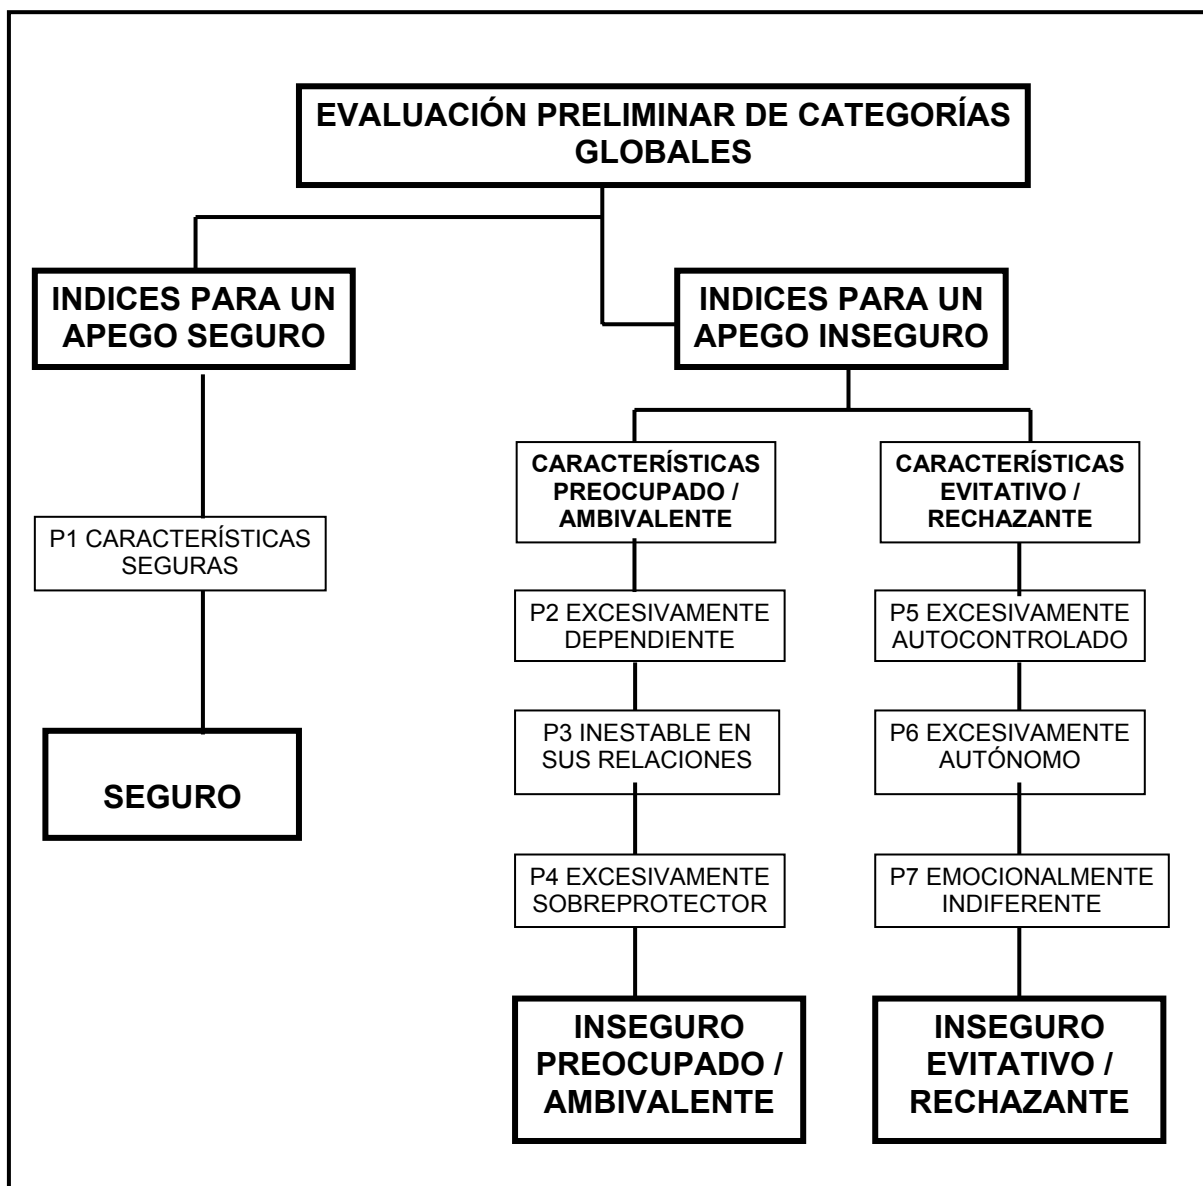 EVALUACIÓN PRELIMINAR DE CATEGORÍAS
GLOBALES
INDICES PARA UN
APEGO SEGURO
INDICES PARA UN
APEGO INSEGURO
P1 CARACTERÍSTICAS
SEGURAS
SEGURO
CARACTERÍSTICAS
PREOCUPADO /
AMBIVALENTE
P2 EXCESIVAMENTE
DEPENDIENTE
P3 INESTABLE EN
SUS RELACIONES
P4 EXCESIVAMENTE
SOBREPROTECTOR
INSEGURO
PREOCUPADO /
AMBIVALENTE
CARACTERÍSTICAS
EVITATIVO /
RECHAZANTE
P5 EXCESIVAMENTE
AUTOCONTROLADO
P6 EXCESIVAMENTE
AUTÓNOMO
P7 EMOCIONALMENTE
INDIFERENTE
INSEGURO
EVITATIVO /
RECHAZANTE